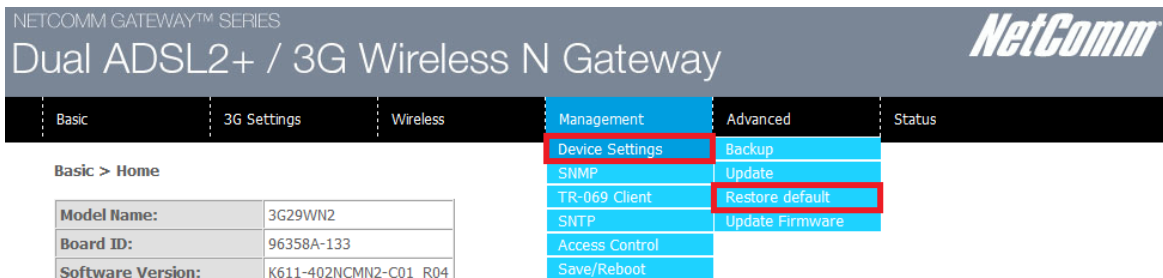 NETCOMM GATEWAY™ SERIES
Dual ADSL2+ / 3G Wireless N Gateway
NetComm
Basic 3G Settings Wireless Management Advanced Status
Device Settings Backup
Basic > Home
SNMP Update
TR-069 Client Restore default
Model Name: 3G29WN2
SNTP Update Firmware
Board ID: 96358A-133
Access Control
Software Version: K611-402NCMN2-C01_R04
Save/Reboot